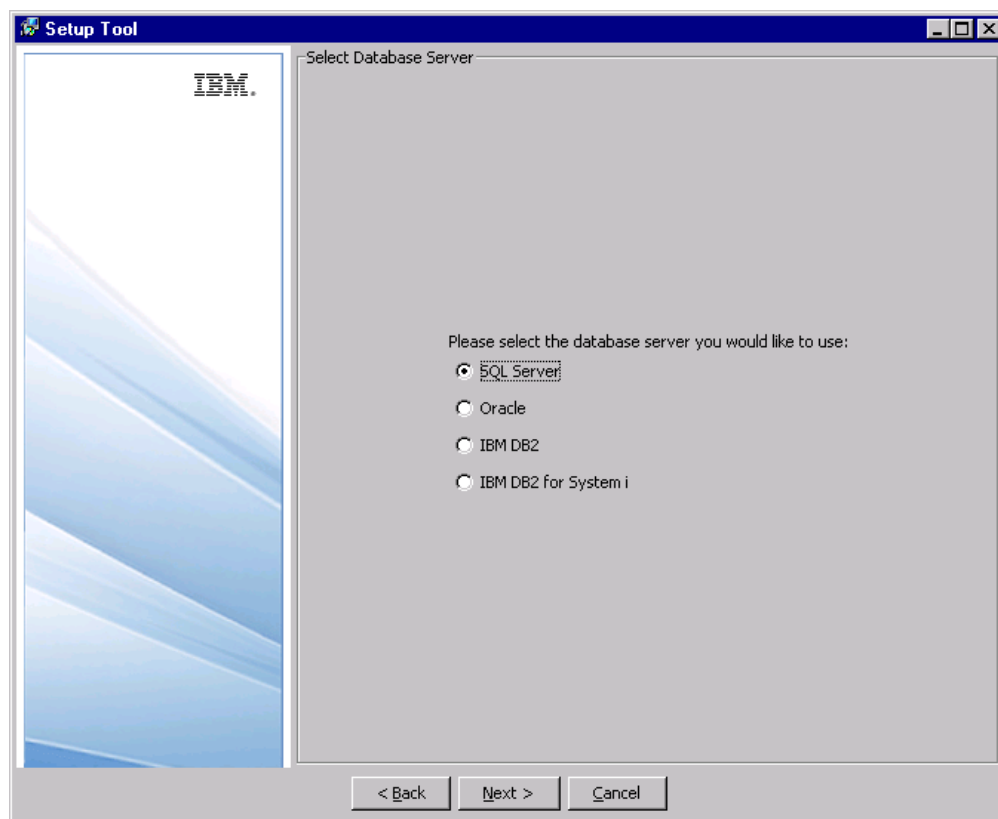 Setup Tool
IBM.
Select Database Server
Please select the database server you would like to use:
SQL Server
Oracle
IBM DB2
IBM DB2 for System i
< Back
Next >
Cancel